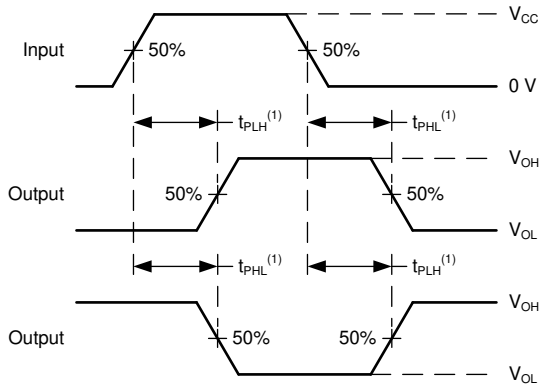 V_CC
Input 50% 50%
0 V
t_PLH^(1) t_PHL^(1)
V_OH
Output 50% 50%
V_OL
t_PHL^(1) t_PLH^(1)
V_OH
Output 50% 50%
V_OL